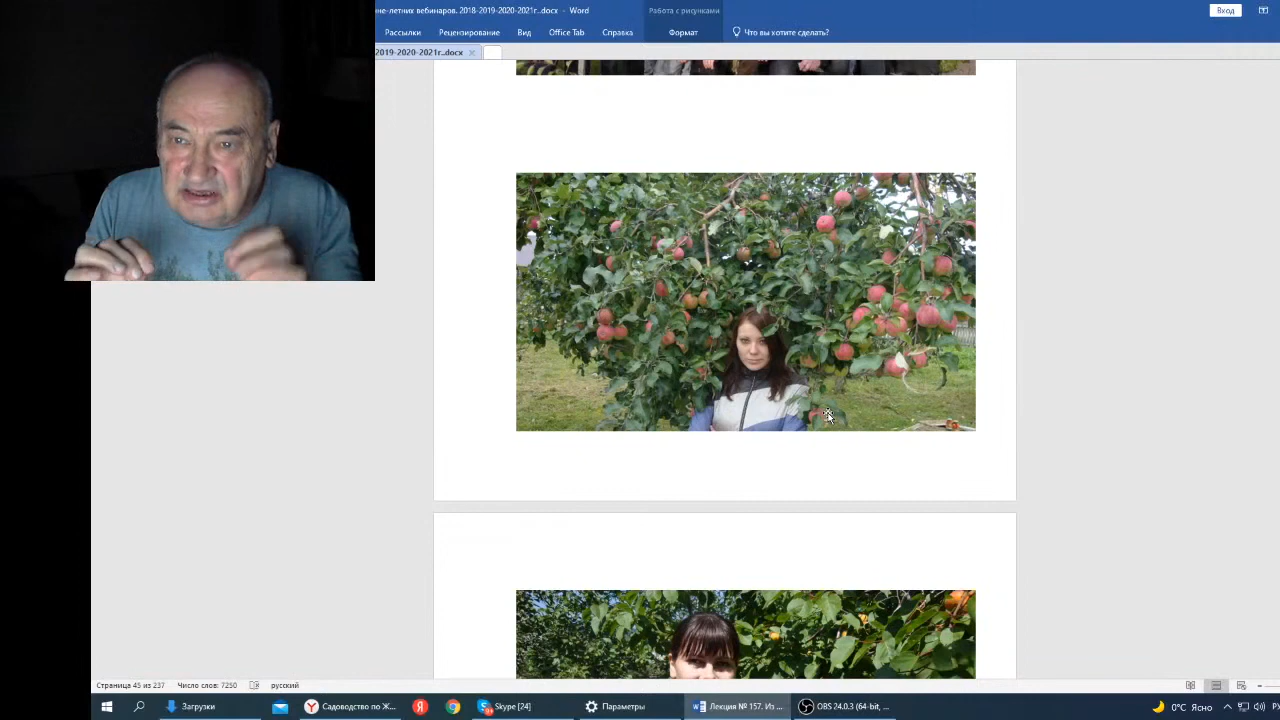 не-летних вебинаров. 2018-2019-2020-2021г..docx - Word
Работа с рисунками
Вход
Рассылки Рецензирование Вид Office Tab Справка Формат Что вы хотите сделать?
2019-2020-2021г..docx
Страница 45 из 237 Число слов: 7250 русский
Загрузки Садоводство по Ж... Skype [24] Параметры Лекция № 157. Из ... OBS 24.0.3 (64-bit, ... 0°C Ясно